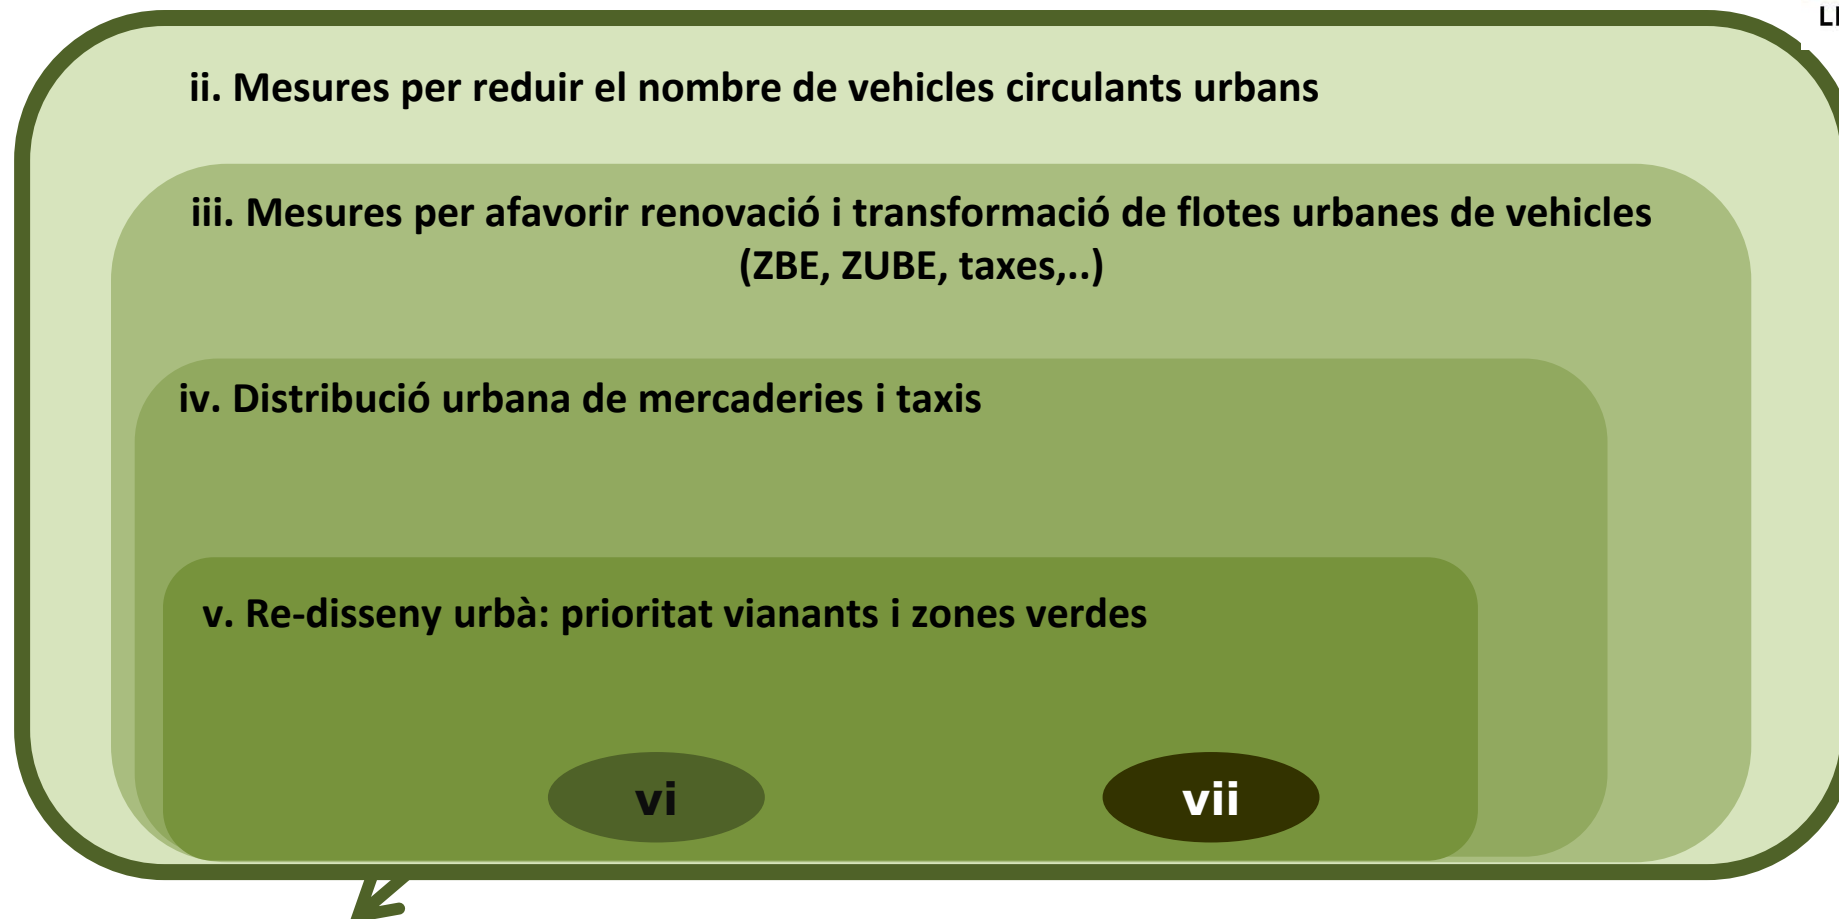 ii. Mesures per reduir el nombre de vehicles circulants urbans
iii. Mesures per afavorir renovació i transformació de flotes urbanes de vehicles
(ZBE, ZUBE, taxes,..)
iv. Distribució urbana de mercaderies i taxis
v. Re-disseny urbà: prioritat vianants i zones verdes
vi
vii